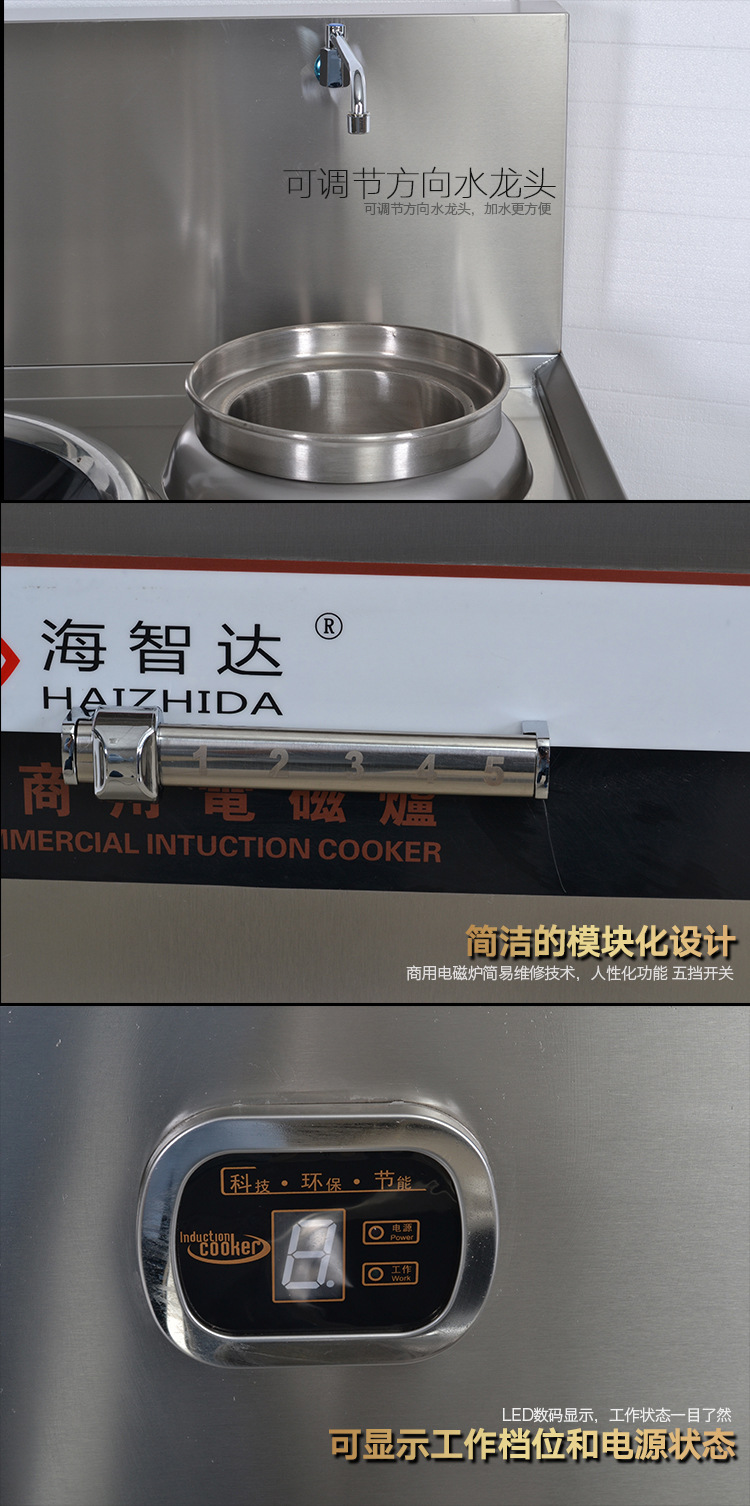 可调节方向水龙头
可调节方向水龙头，加水更方便
海智达 ®
HAIZHIDA
1 2 3 4 5
商用電磁爐
MMERCIAL INTUCTION COOKER
简洁的模块化设计
商用电磁炉简易维修技术，人性化功能 五挡开关
科技·环保·节能
Induction
cooker
8.
电源
Power
工作
Work
LED数码显示，工作状态一目了然
可显示工作档位和电源状态